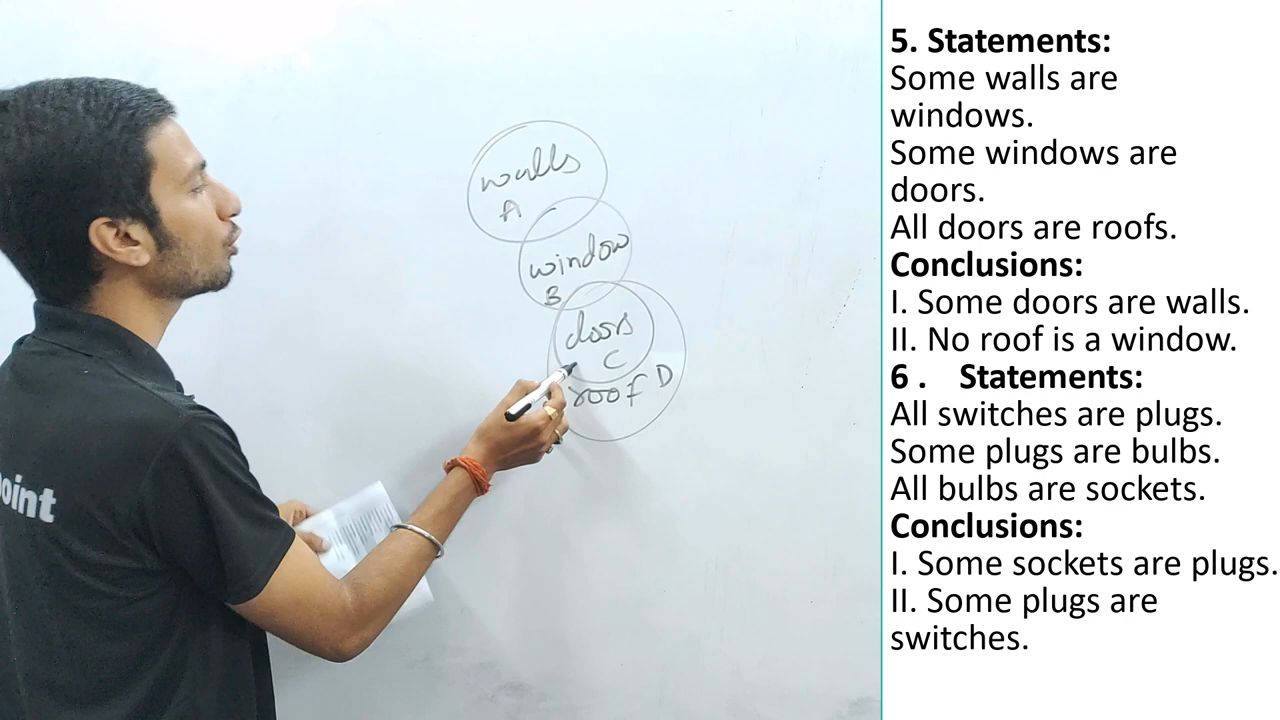 walls
A
window
B
doors
C
roof D
oint
5. Statements:
Some walls are
windows.
Some windows are
doors.
All doors are roofs.
Conclusions:
I. Some doors are walls.
II. No roof is a window.
6 . Statements:
All switches are plugs.
Some plugs are bulbs.
All bulbs are sockets.
Conclusions:
I. Some sockets are plugs.
II. Some plugs are
switches.